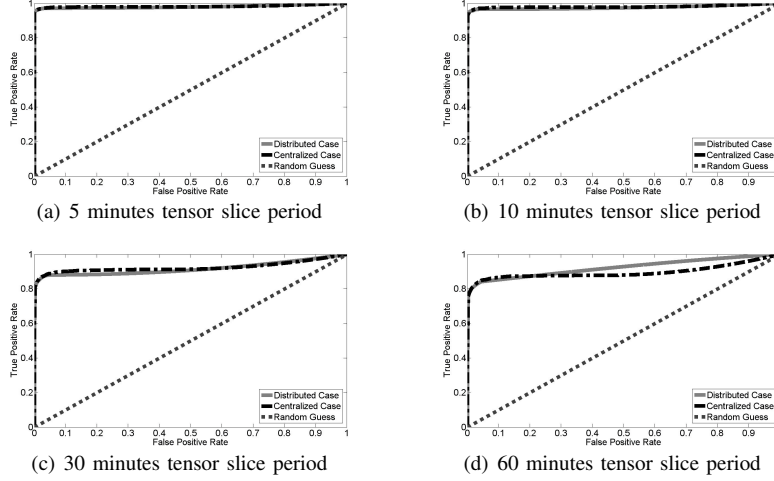 1
0.8
0.6
0.4
0.2
0
True Positive Rate
0 0.1 0.2 0.3 0.4 0.5 0.6 0.7 0.8 0.9 1
False Positive Rate
Distributed Case
Centralized Case
Random Guess
(a) 5 minutes tensor slice period
1
0.8
0.6
0.4
0.2
0
True Positive Rate
0 0.1 0.2 0.3 0.4 0.5 0.6 0.7 0.8 0.9
False Positive Rate
Distributed Case
Centralized Case
Random Guess
(b) 10 minutes tensor slice period
1
0.8
0.6
0.4
0.2
0
True Positive Rate
0 0.1 0.2 0.3 0.4 0.5 0.6 0.7 0.8 0.9 1
False Positive Rate
Distributed Case
Centralized Case
Random Guess
(c) 30 minutes tensor slice period
1
0.8
0.6
0.4
0.2
0
True Positive Rate
0 0.1 0.2 0.3 0.4 0.5 0.6 0.7 0.8 0.9
False Positive Rate
Distributed Case
Centralized Case
Random Guess
(d) 60 minutes tensor slice period